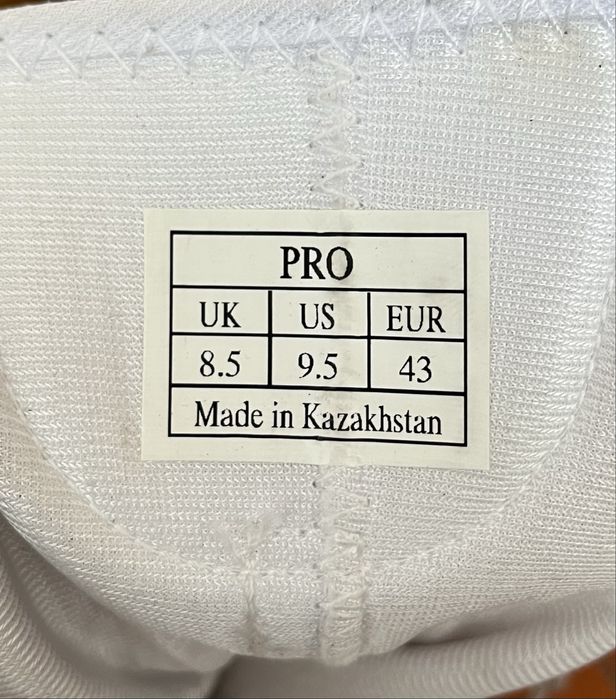 PRO
UK US EUR
8.5 9.5 43
Made in Kazakhstan